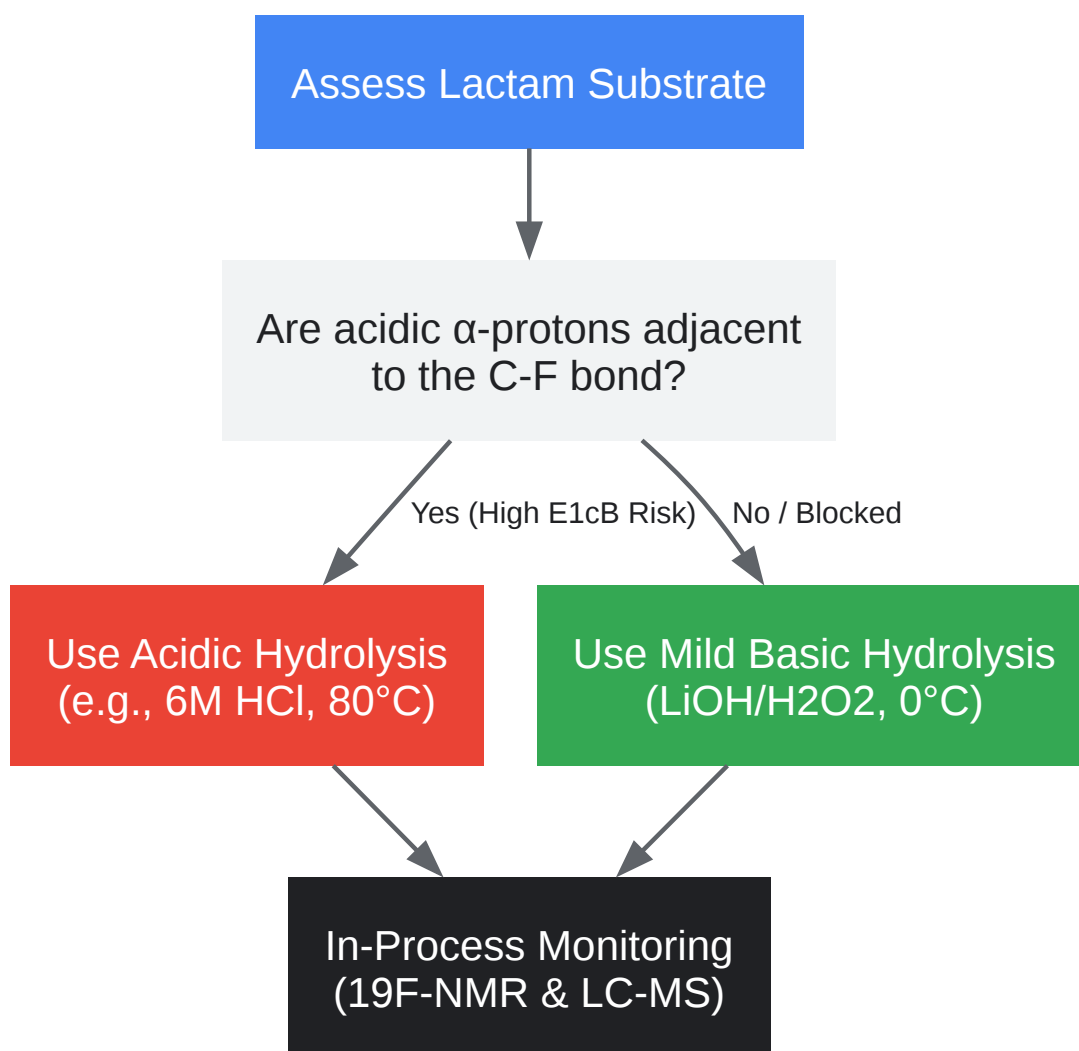 Assess Lactam Substrate
Are acidic α-protons adjacent
to the C-F bond?
Yes (High E1cB Risk)
No / Blocked
Use Acidic Hydrolysis
(e.g., 6M HCl, 80°C)
Use Mild Basic Hydrolysis
(LiOH/H2O2, 0°C)
In-Process Monitoring
(19F-NMR & LC-MS)